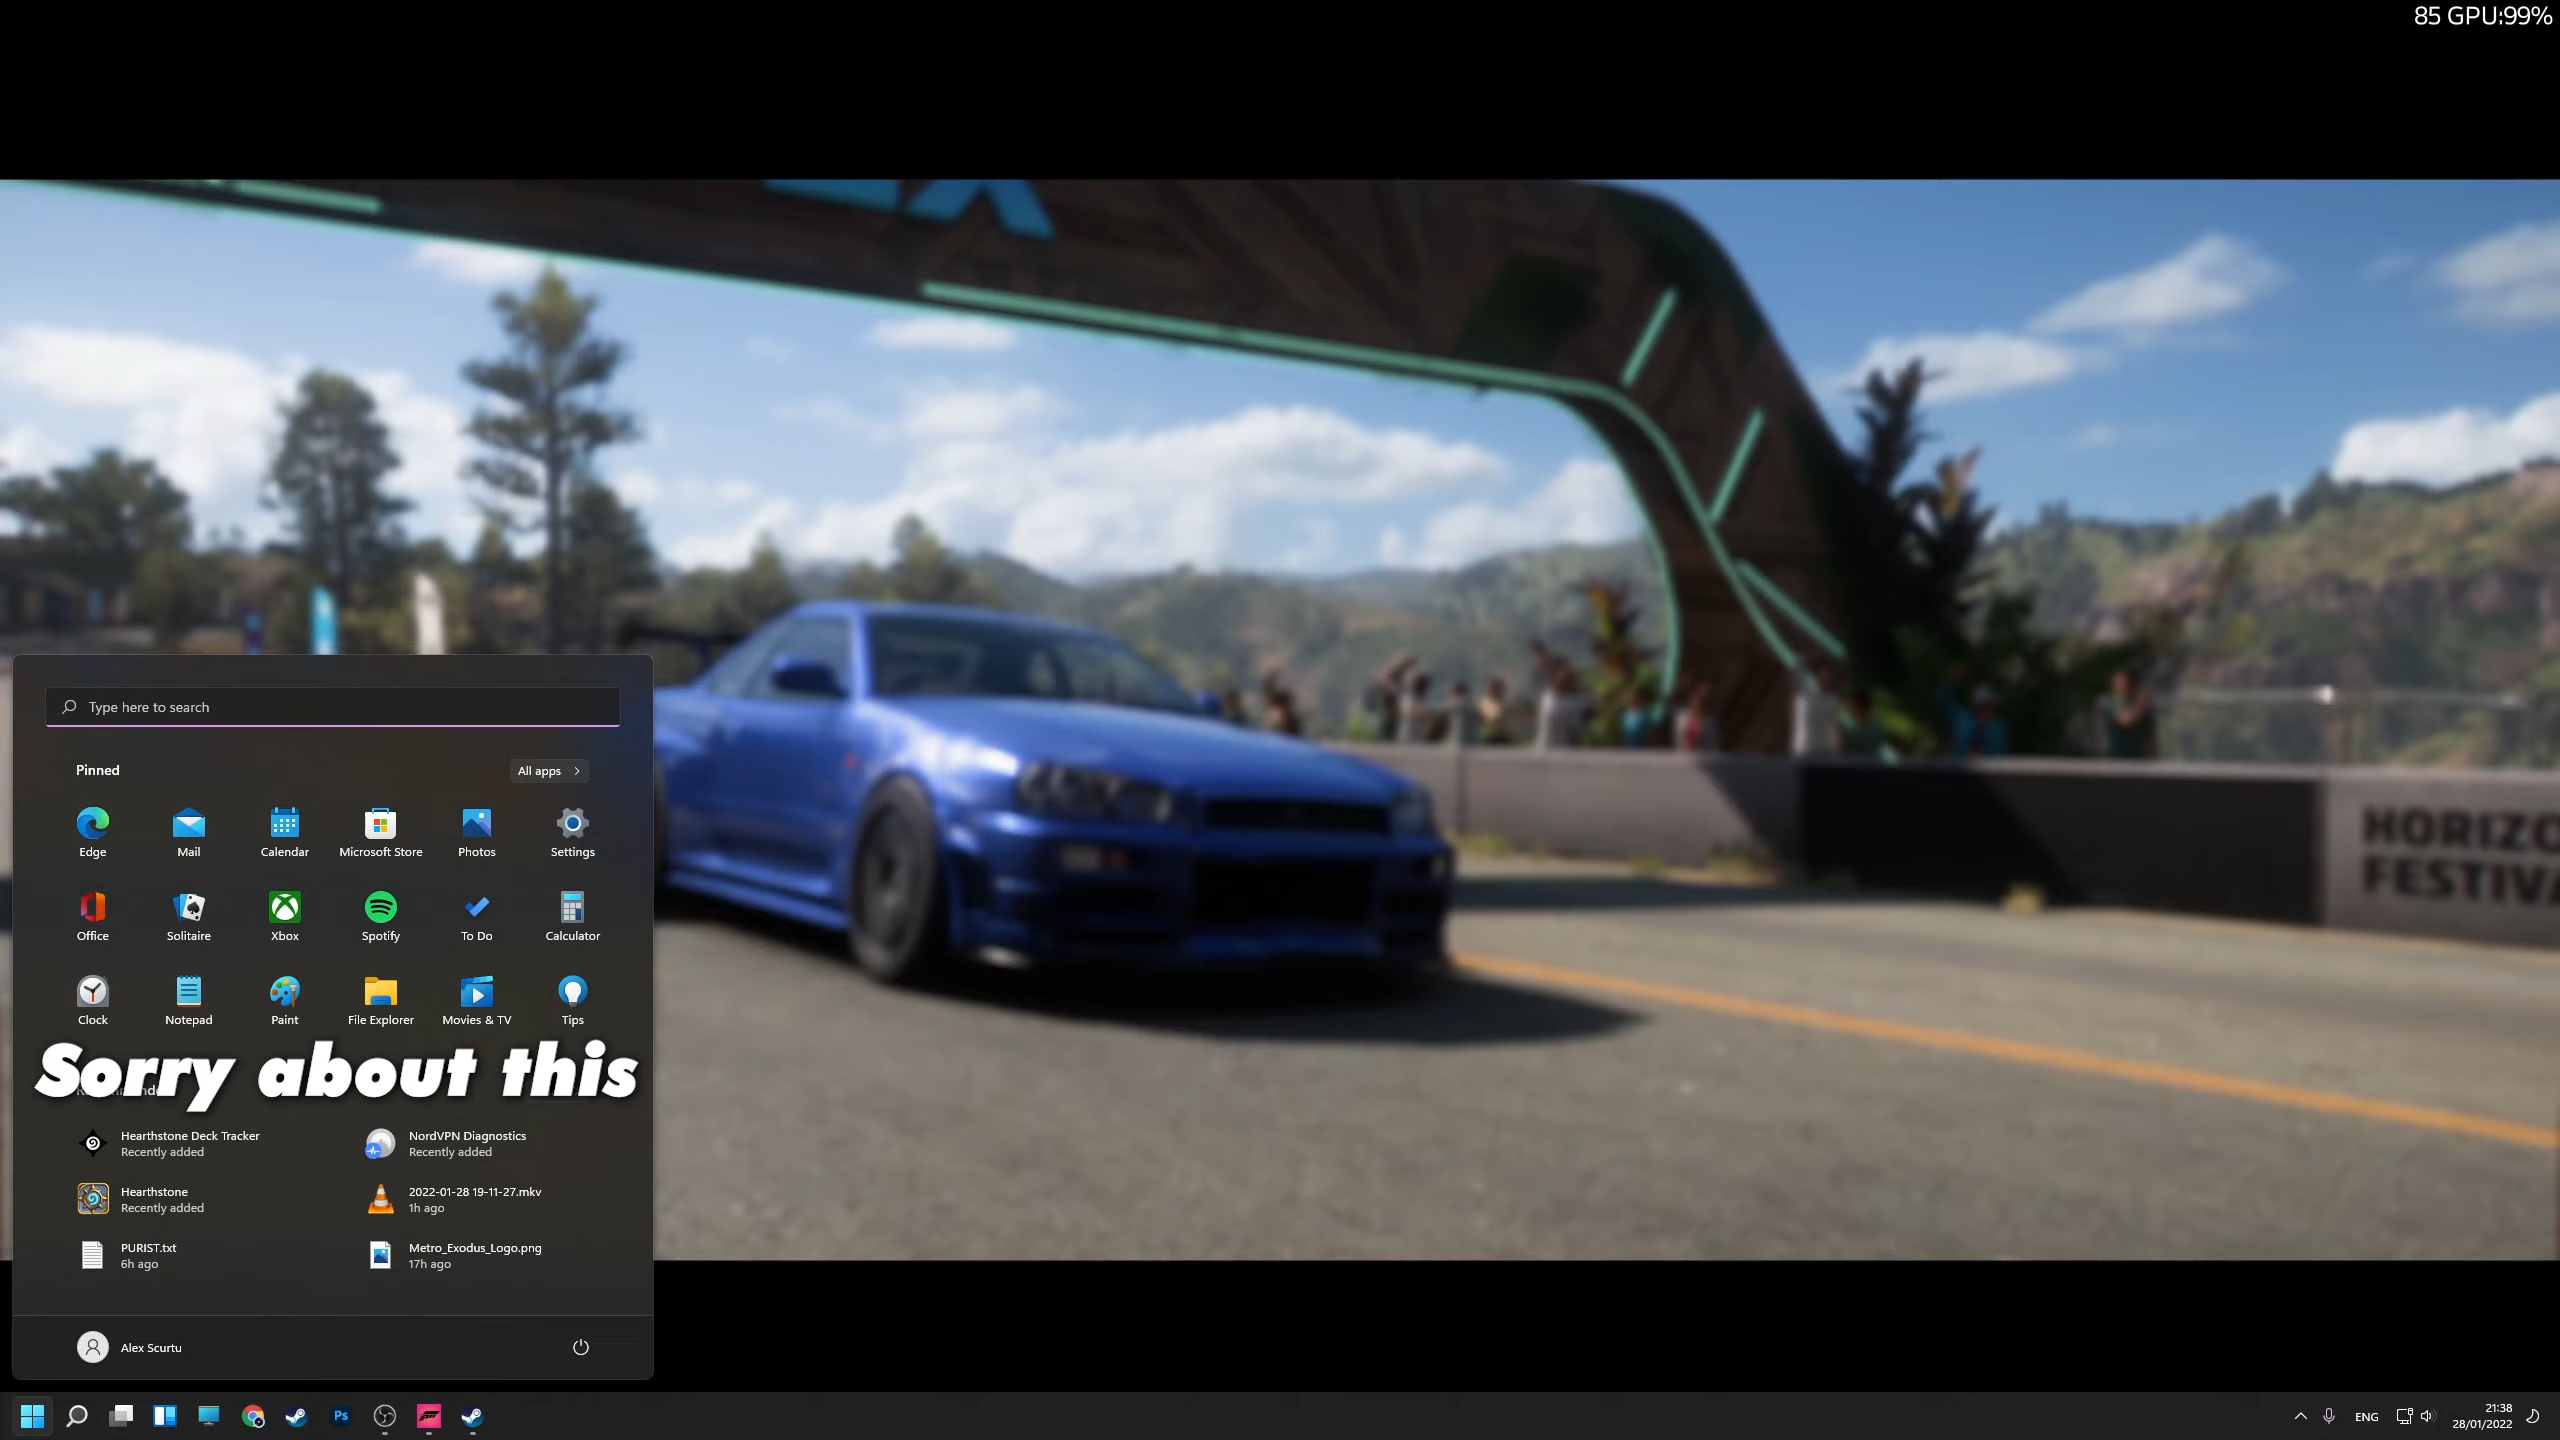 85 GPU:99%
HORIZO
FESTIVA
Type here to search
Pinned
All apps
Edge
Mail
Calendar
Microsoft Store
Photos
Settings
Office
Solitaire
Xbox
Spotify
To Do
Calculator
Clock
Notepad
Paint
File Explorer
Movies & TV
Tips
Sorry about this
Hearthstone Deck Tracker
Recently added
NordVPN Diagnostics
Recently added
Hearthstone
Recently added
2022-01-28 19-11-27.mkv
1h ago
PURIST.txt
6h ago
Metro_Exodus_Logo.png
17h ago
Alex Scurtu
Ps
ENG
21:38
28/01/2022